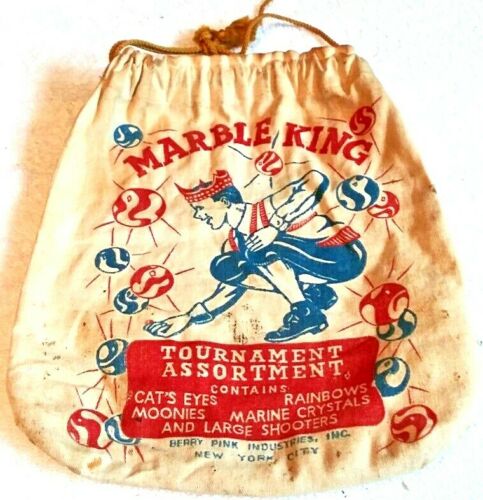 MARBLE KING
TOURNAMENT
ASSORTMENT
CONTAINS
CAT'S EYES RAINBOWS
MOONIES MARINE CRYSTALS
AND LARGE SHOOTERS
BERRY PINK INDUSTRIES, INC.
NEW YORK, CITY